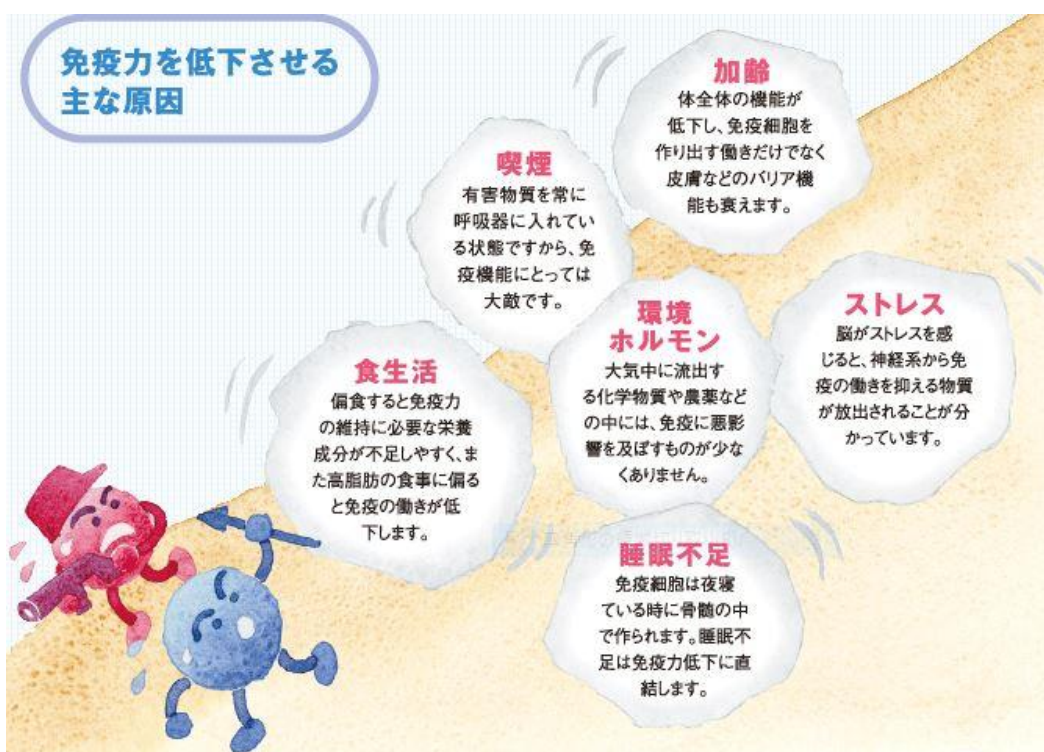 免疫力を低下させる
主な原因
加齢
体全体の機能が
低下し、免疫細胞を
作り出す働きだけでなく
皮膚などのバリア機
能も衰えます。
喫煙
有害物質を常に
呼吸器に入れてい
る状態ですから、免
疫機能にとっては
大敵です。
環境
ホルモン
大気中に流出す
る化学物質や農薬など
の中には、免疫に悪影
響を及ぼすものが少な
くありません。
ストレス
脳がストレスを感
じると、神経系から免
疫の働きを抑える物質
が放出されることが分
かっています。
食生活
偏食すると免疫力
の維持に必要な栄養
成分が不足しやすく、ま
た高脂肪の食事に偏る
と免疫の働きが低
下します。
睡眠不足
免疫細胞は夜寝
ている時に骨髄の中
で作られます。睡眠不
足は免疫力低下に直
結します。